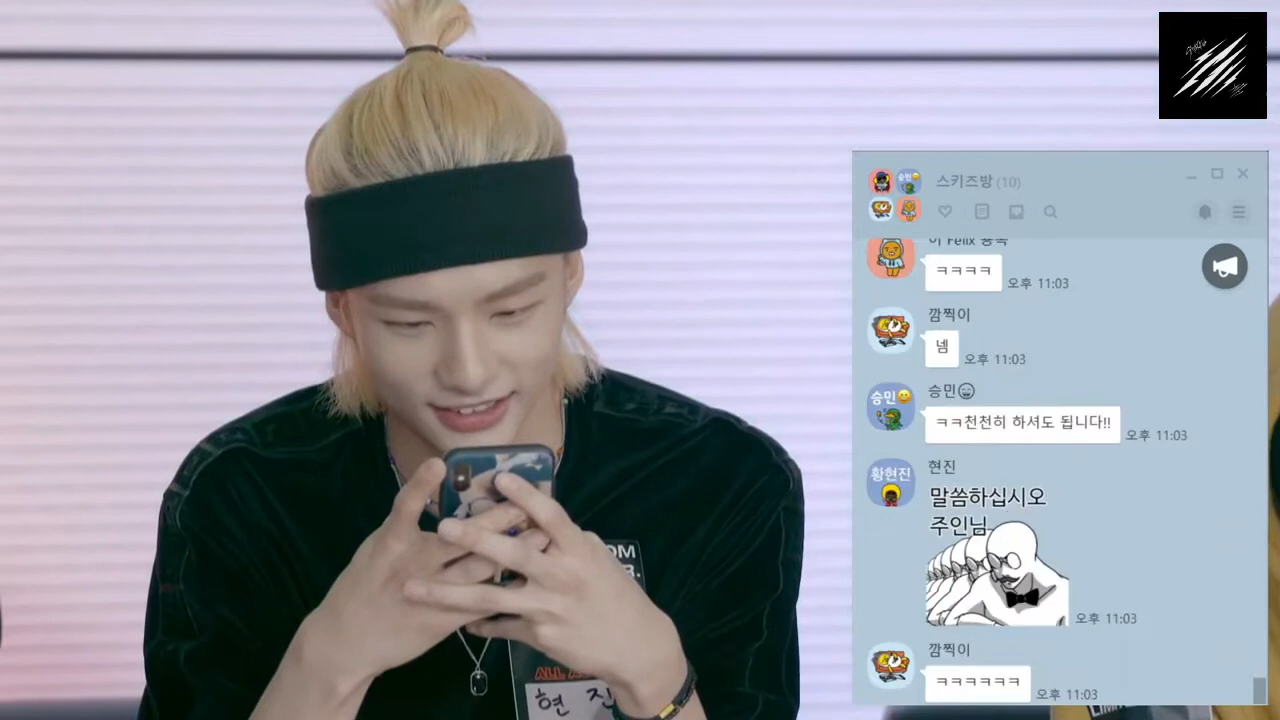 스키즈방 (10)
이 Felix 용복
ㅋㅋㅋㅋ
오후 11:03
깜찍이
넴
오후 11:03
승민😄
승민
ㅋㅋ천천히 하셔도 됩니다!!
오후 11:03
현진
황현진
말씀하십시오
주인님
오후 11:03
깜찍이
ㅋㅋㅋㅋㅋㅋ
오후 11:03
현진